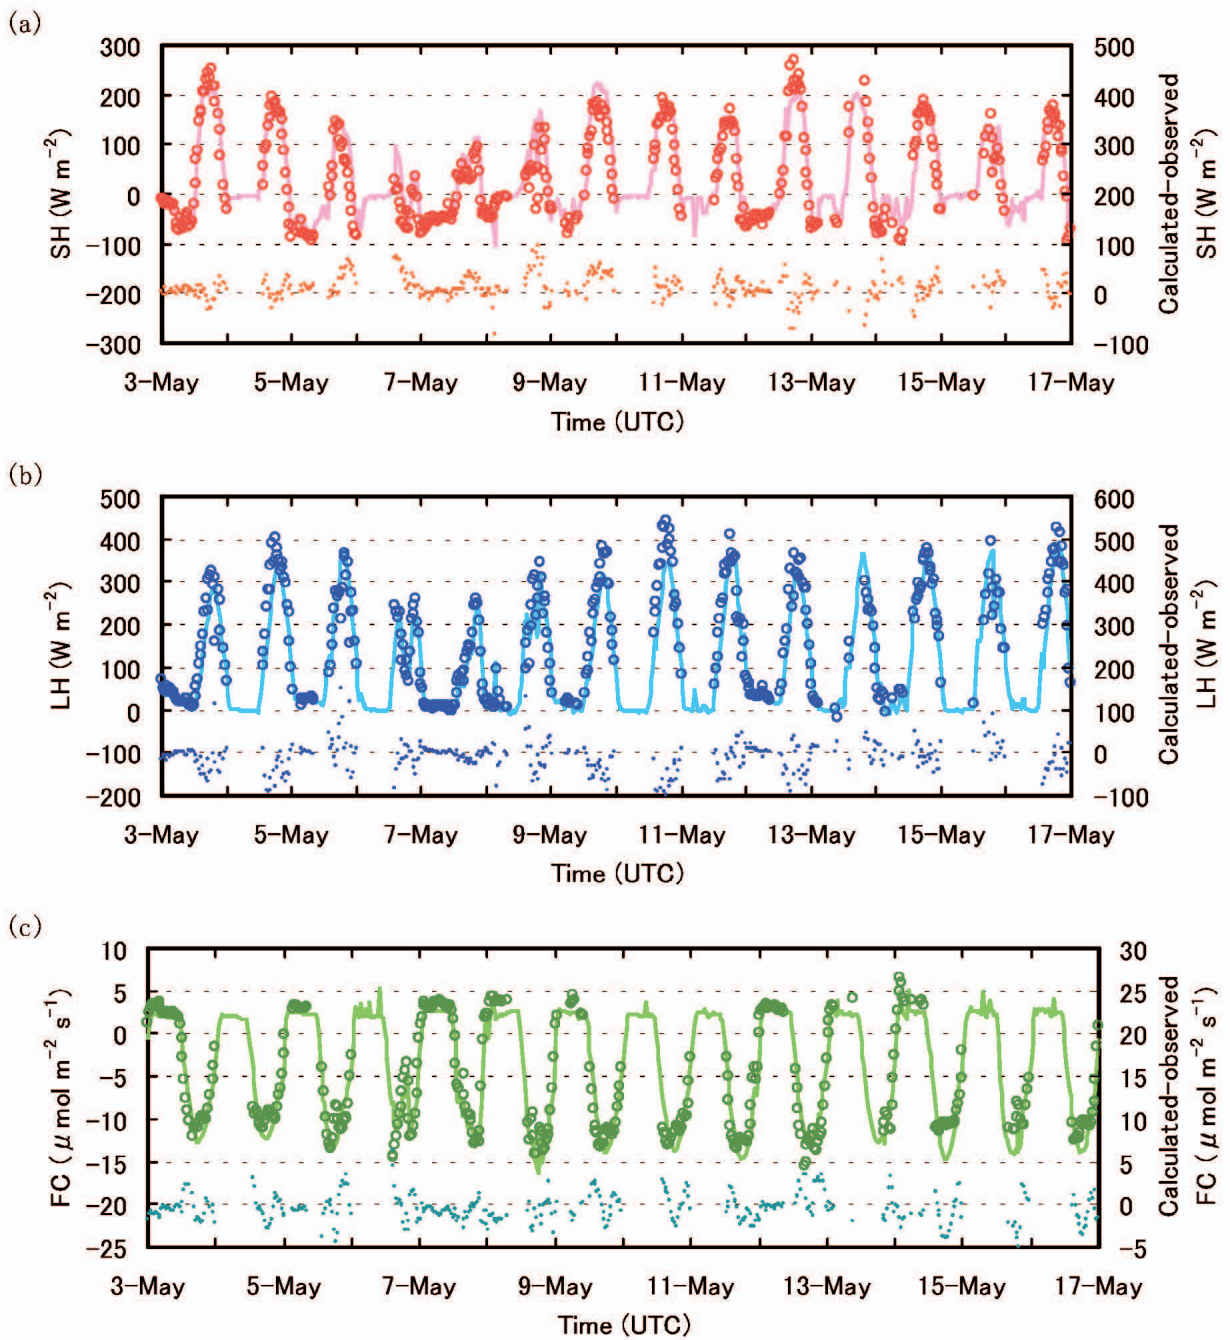 (a)
300
200
100
0
−100
−200
−300
SH (W m−2)
500
400
300
200
100
0
−100
Calculated−observed
SH (W m−2)
3−May 5−May 7−May 9−May 11−May 13−May 15−May 17−May
Time (UTC)
(b)
500
400
300
200
100
0
−100
−200
LH (W m−2)
600
500
400
300
200
100
0
−100
Calculated−observed
LH (W m−2)
3−May 5−May 7−May 9−May 11−May 13−May 15−May 17−May
Time (UTC)
(c)
10
5
0
−5
−10
−15
−20
−25
FC (μ mol m−2 s−1)
30
25
20
15
10
5
0
−5
Calculated−observed
FC (μ mol m−2 s−1)
3−May 5−May 7−May 9−May 11−May 13−May 15−May 17−May
Time (UTC)